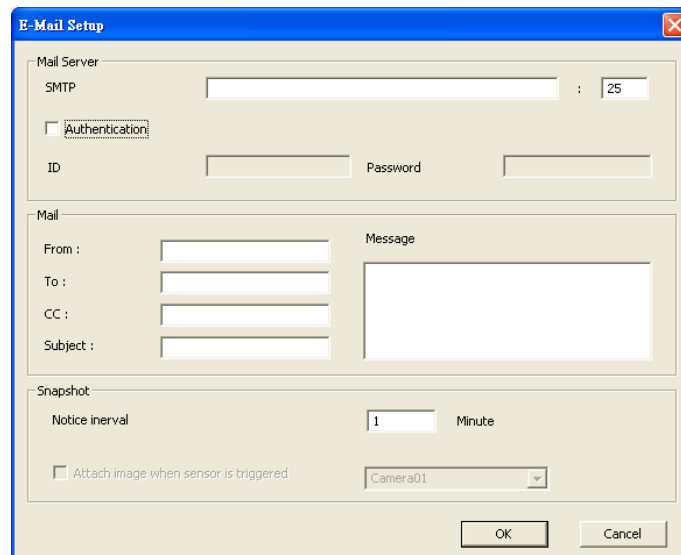 E-Mail Setup
Mail Server
SMTP : 25
Authentication
ID Password
Mail
From : Message
To :
CC :
Subject :
Snapshot
Notice inerval 1 Minute
Attach image when sensor is triggered Camera01
OK Cancel